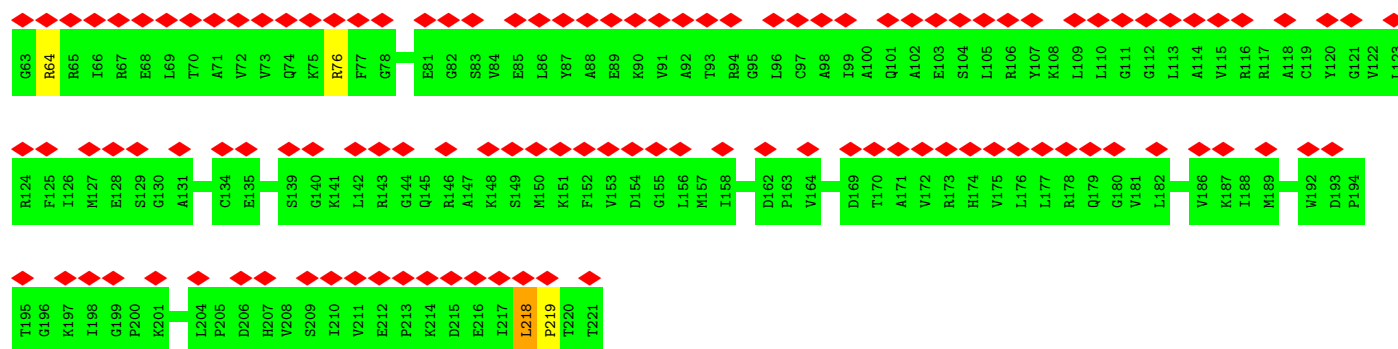 G63 R64 R65 I66 R67 E68 L69 T70 A71 V72 V73 Q74 K75 R76 F77 G78 E81 G82 S83 V84 E85 L86 Y87 A88 E89 K90 V91 A92 T93 R94 G95 L96 C97 A98 I99 A100 Q101 A102 E103 S104 L105 R106 Y107 K108 L109 L110 G111 G112 L113 A114 V115 R116 R117 A118 C119 Y120 G121 V122 L123
R124 F125 I126 M127 E128 S129 G130 A131 C134 E135 S139 G140 K141 L142 R143 G144 Q145 R146 A147 K148 S149 M150 K151 F152 V153 D154 G155 L156 M157 I158 D162 P163 V164 D169 T170 A171 V172 R173 H174 V175 L176 L177 R178 Q179 G180 V181 L182 V186 K187 I188 M189 W192 D193 P194
T195 G196 K197 I198 G199 P200 K201 L204 P205 D206 H207 V208 S209 I210 V211 E212 P213 K214 D215 E216 I217 L218 P219 T220 T221